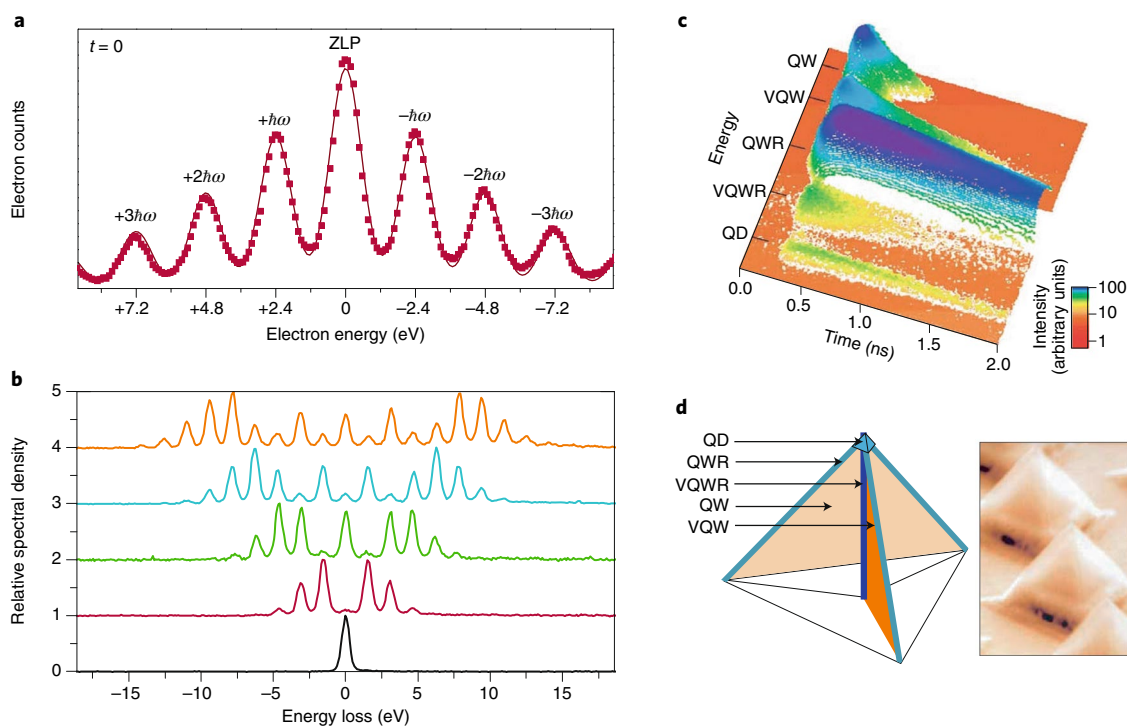 a
t = 0
ZLP
+ħω
−ħω
+2ħω
−2ħω
+3ħω
−3ħω
Electron counts
+7.2 +4.8 +2.4 0 −2.4 −4.8 −7.2
Electron energy (eV)
b
5
4
3
2
1
0
Relative spectral density
−15 −10 −5 0 5 10 15
Energy loss (eV)
c
QW
VQW
QWR
VQWR
QD
Energy
0.0
0.5
1.0
1.5
2.0
Time (ns)
Intensity
(arbitrary units)
100
10
1
d
QD
QWR
VQWR
QW
VQW